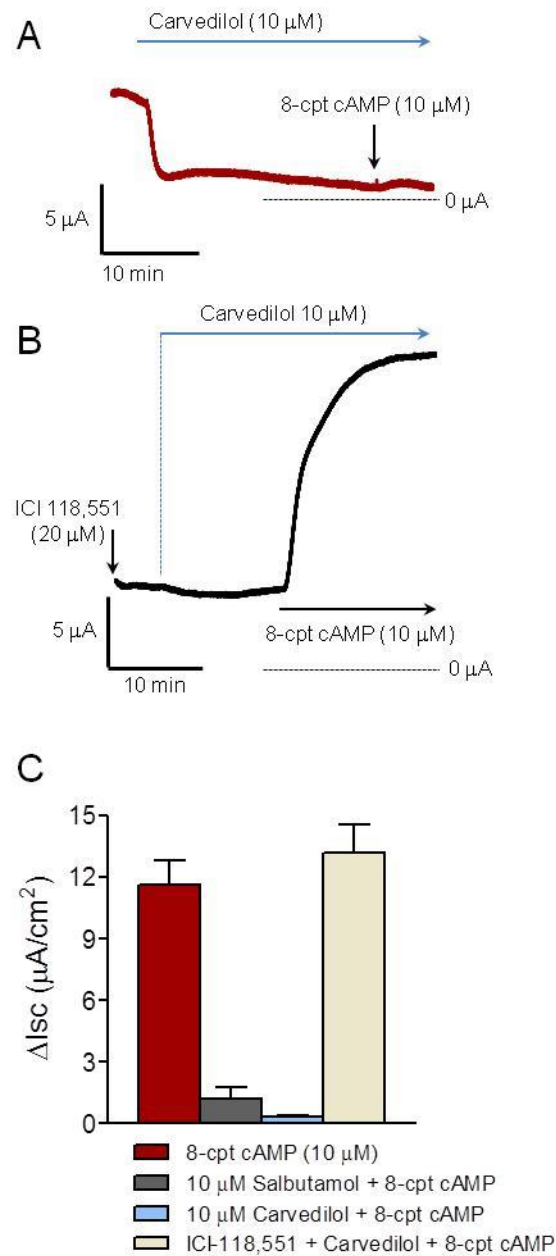 A
Carvedilol (10 μM)
8-cpt cAMP (10 μM)
0 μA
5 μA
10 min
Carvedilol 10 μM)
B
ICI 118,551
(20 μM)
5 μA
8-cpt cAMP (10 μM)
10 min
0 μA
C
15
12
9
6
3
0
ΔIsc (μA/cm²)
8-cpt cAMP (10 μM)
10 μM Salbutamol + 8-cpt cAMP
10 μM Carvedilol + 8-cpt cAMP
ICI-118,551 + Carvedilol + 8-cpt cAMP